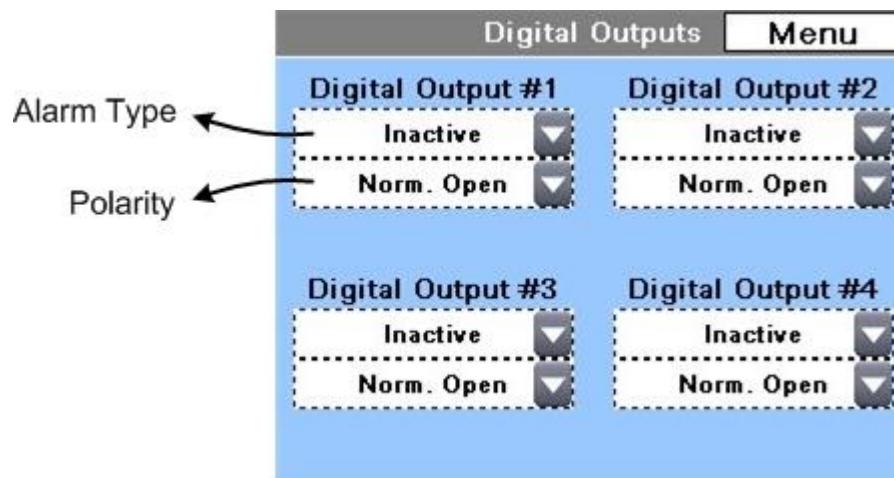 Digital Outputs Menu
Digital Output #1 Digital Output #2
Alarm Type Inactive Inactive
Polarity Norm. Open Norm. Open
Digital Output #3 Digital Output #4
Inactive Inactive
Norm. Open Norm. Open